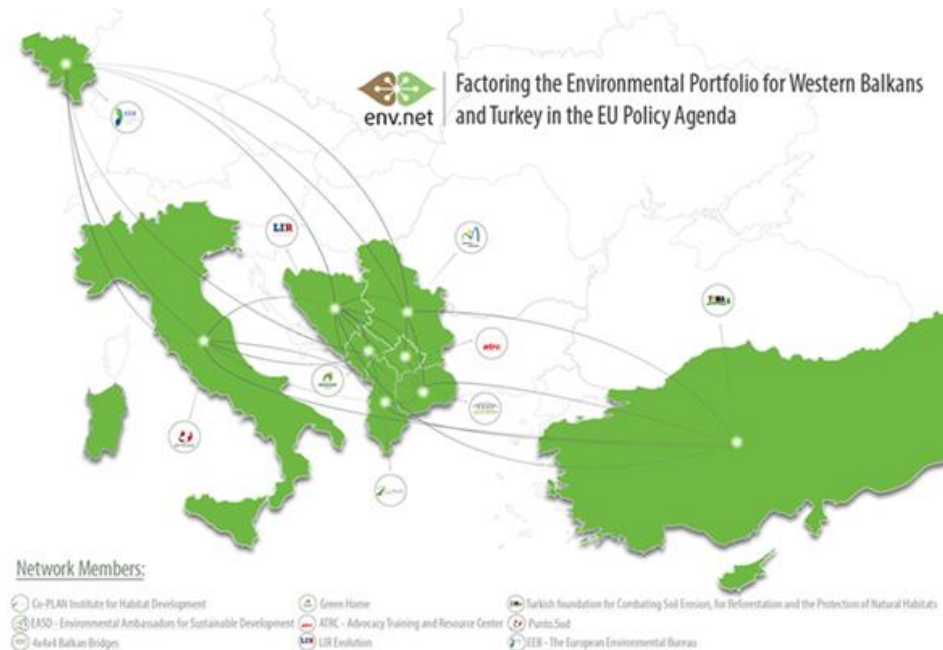 env.net
Factoring the Environmental Portfolio for Western Balkans
and Turkey in the EU Policy Agenda
EEB
LIR
TEMA
atrc
Network Members:
Co-PLAN Institute for Habitat Development
EASD - Environmental Ambassadors for Sustainable Development
4x4x4 Balkan Bridges
Green Home
ATRC - Advocacy Training and Resource Center
LIR Evolution
Turkish foundation for Combating Soil Erosion, for Reforestation and the Protection of Natural Habitats
Punto.Sud
EEB - The European Environmental Bureau